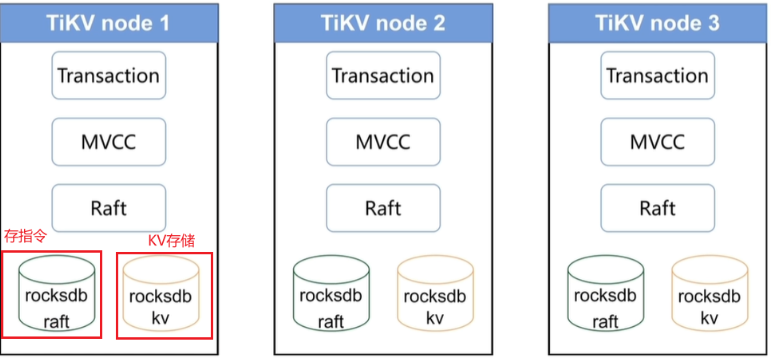 TiKV node 1
Transaction
MVCC
Raft
存指令
KV存储
rocksdb
raft
rocksdb
kv
TiKV node 2
Transaction
MVCC
Raft
rocksdb
raft
rocksdb
kv
TiKV node 3
Transaction
MVCC
Raft
rocksdb
raft
rocksdb
kv